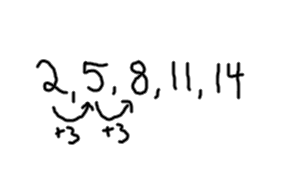 2, 5, 8, 11, 14
+3 +3